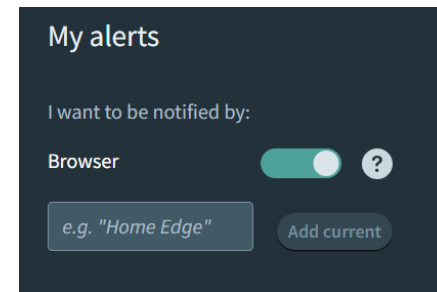 My alerts
I want to be notified by:
Browser ?
e.g. "Home Edge" Add current